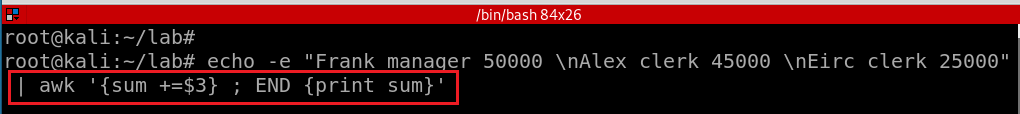 /bin/bash 84x26
root@kali:~/lab#
root@kali:~/lab# echo -e "Frank manager 50000 \nAlex clerk 45000 \nEirc clerk 25000"
| awk '{sum +=$3} ; END {print sum}'